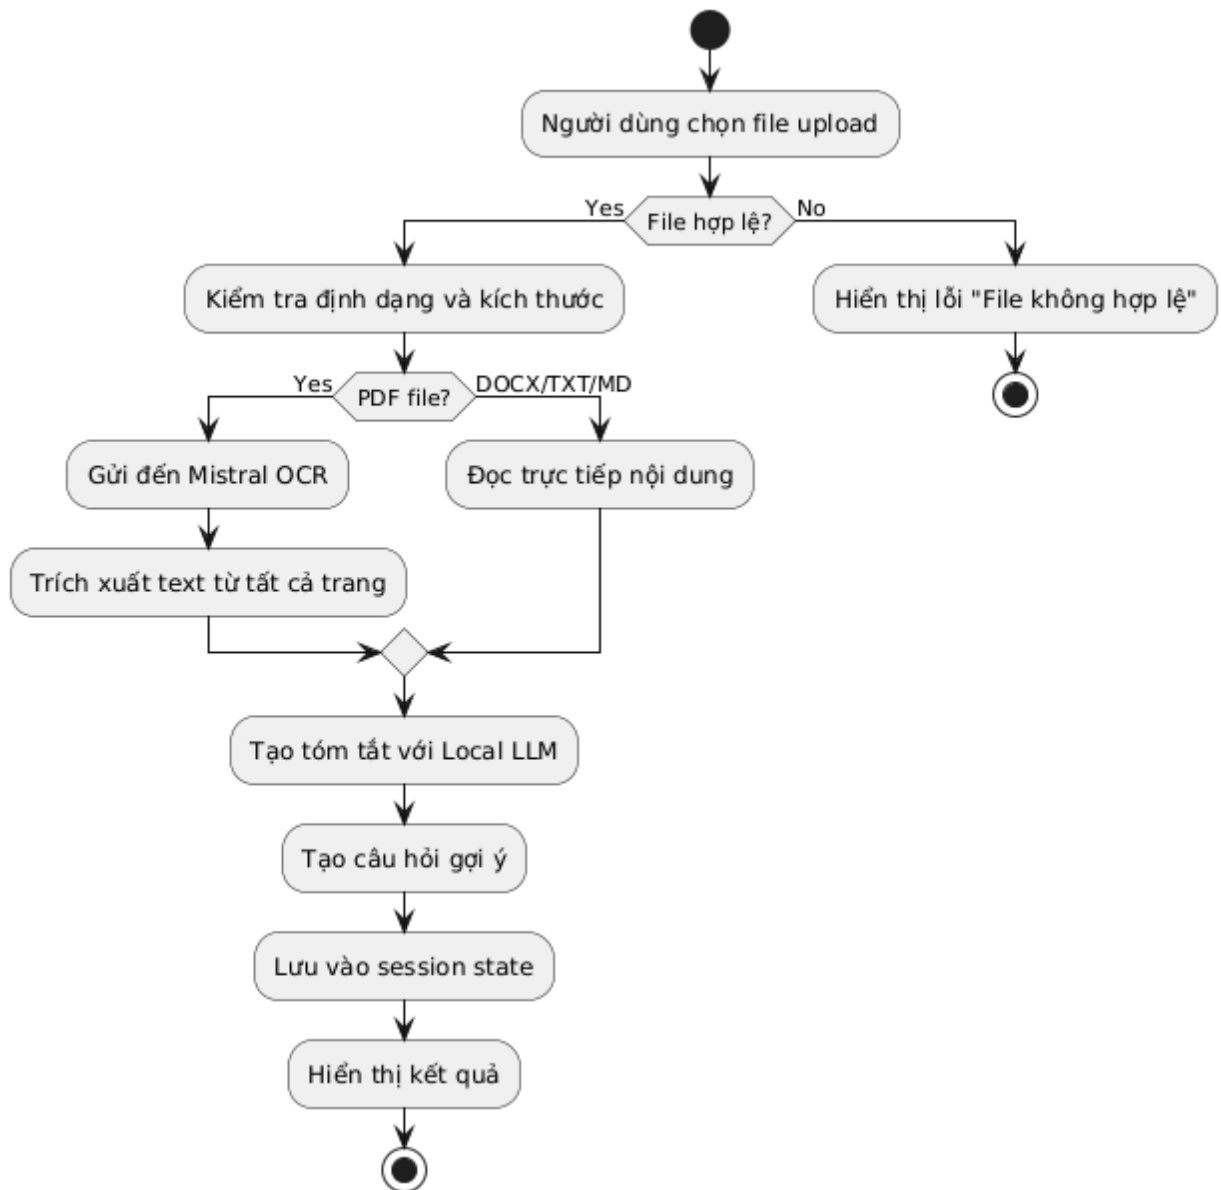 Người dùng chọn file upload
Yes
File hợp lệ?
No
Kiểm tra định dạng và kích thước
Hiển thị lỗi "File không hợp lệ"
Yes
PDF file?
DOCX/TXT/MD
Gửi đến Mistral OCR
Đọc trực tiếp nội dung
Trích xuất text từ tất cả trang
Tạo tóm tắt với Local LLM
Tạo câu hỏi gợi ý
Lưu vào session state
Hiển thị kết quả